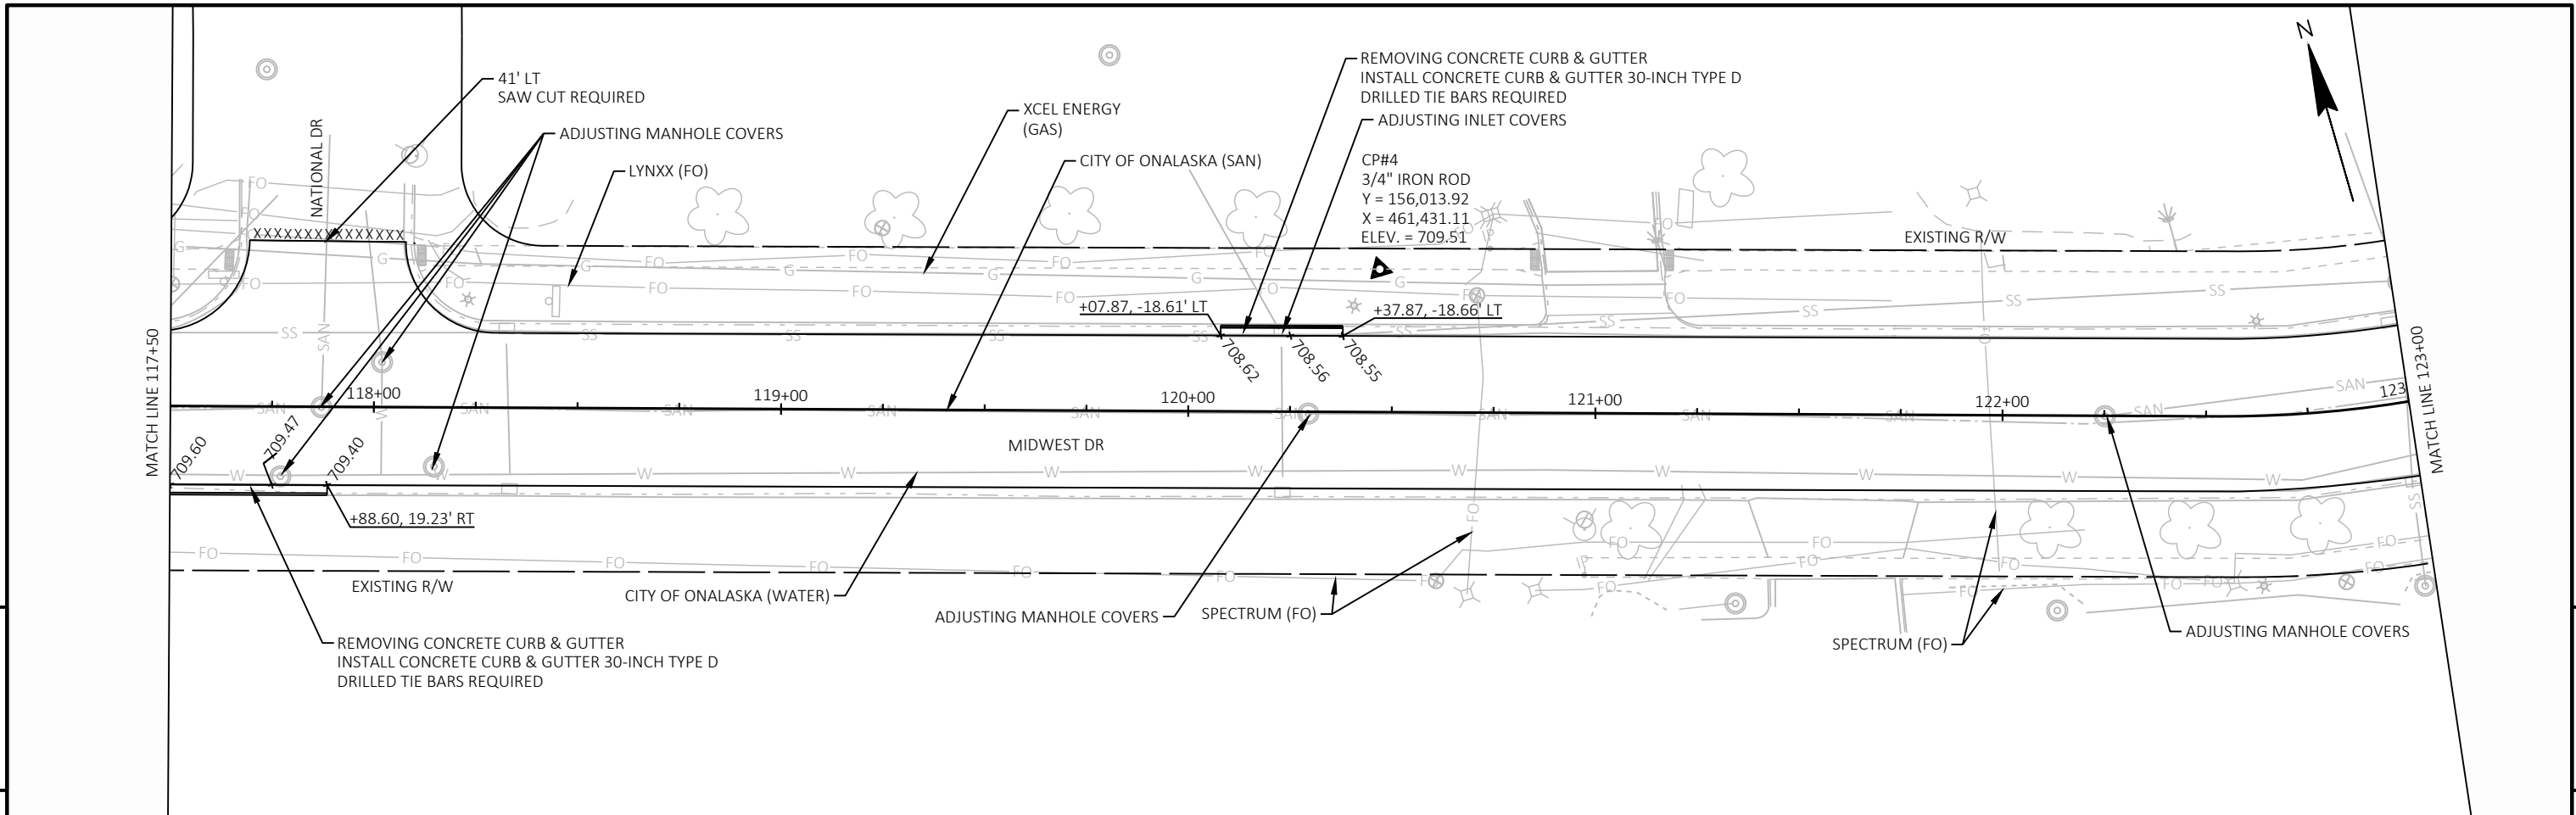 N
41' LT
SAW CUT REQUIRED
ADJUSTING MANHOLE COVERS
LYNXX (FO)
XCEL ENERGY
(GAS)
CITY OF ONALASKA (SAN)
REMOVING CONCRETE CURB & GUTTER
INSTALL CONCRETE CURB & GUTTER 30-INCH TYPE D
DRILLED TIE BARS REQUIRED
ADJUSTING INLET COVERS
CP#4
3/4" IRON ROD
Y = 156,013.92
X = 461,431.11
ELEV. = 709.51
NATIONAL DR
XXXXXXXXXXXXXXX
EXISTING R/W
+07.87, -18.61' LT
+37.87, -18.66' LT
708.62
708.56
708.55
MATCH LINE 117+50
118+00
119+00
120+00
121+00
122+00
123
MATCH LINE 123+00
709.60
709.47
709.40
MIDWEST DR
+88.60, 19.23' RT
EXISTING R/W
CITY OF ONALASKA (WATER)
ADJUSTING MANHOLE COVERS
SPECTRUM (FO)
SPECTRUM (FO)
ADJUSTING MANHOLE COVERS
REMOVING CONCRETE CURB & GUTTER
INSTALL CONCRETE CURB & GUTTER 30-INCH TYPE D
DRILLED TIE BARS REQUIRED
FO
G
SS
SAN
W